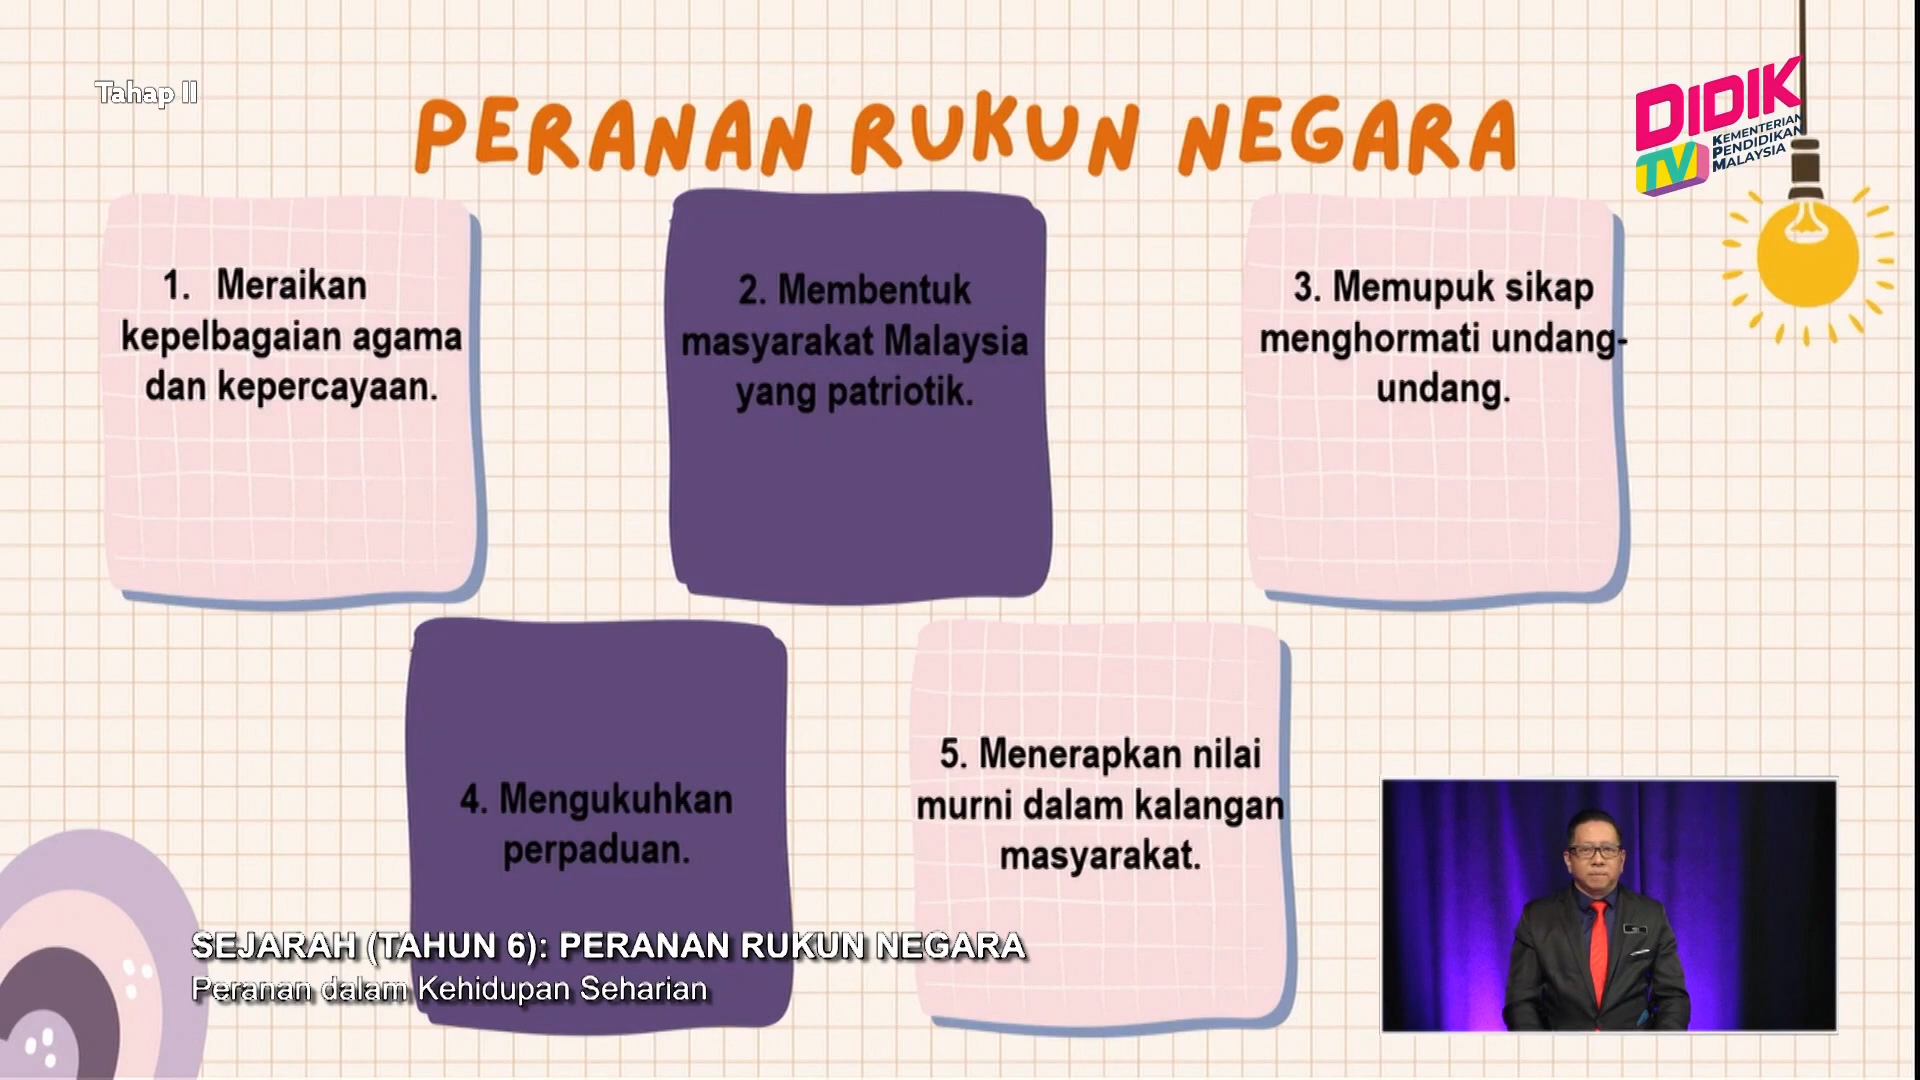 Tahap II
PERANAN RUKUN NEGARA
DIDIK
TV
KEMENTERIAN
PENDIDIKAN
MALAYSIA
1. Meraikan
kepelbagaian agama
dan kepercayaan.
2. Membentuk
masyarakat Malaysia
yang patriotik.
3. Memupuk sikap
menghormati undang-
undang.
4. Mengukuhkan
perpaduan.
5. Menerapkan nilai
murni dalam kalangan
masyarakat.
SEJARAH (TAHUN 6): PERANAN RUKUN NEGARA
Peranan dalam Kehidupan Seharian